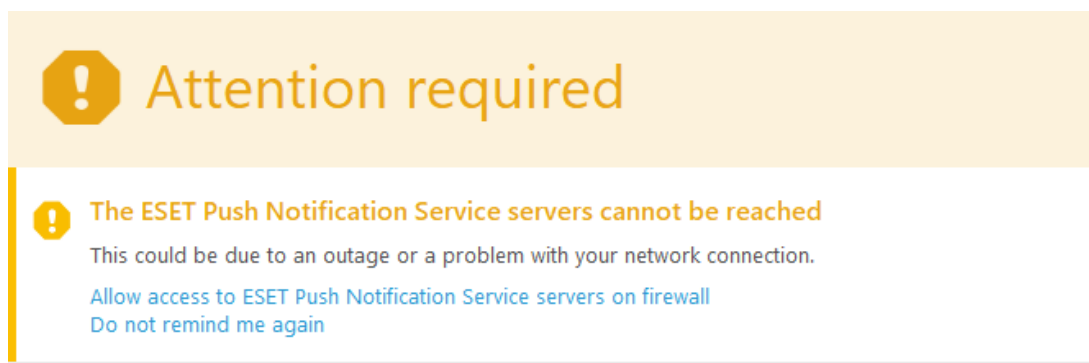 Attention required
The ESET Push Notification Service servers cannot be reached
This could be due to an outage or a problem with your network connection.
Allow access to ESET Push Notification Service servers on firewall
Do not remind me again